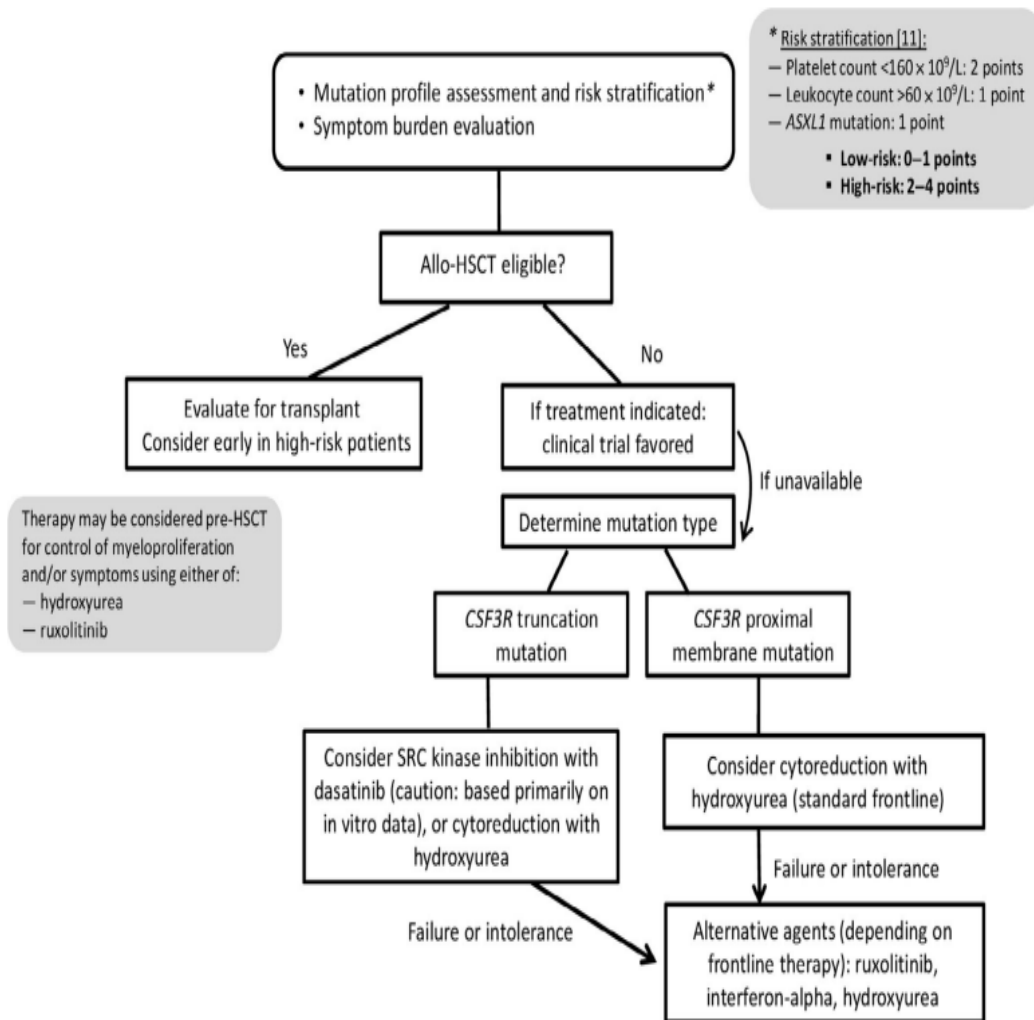 * Risk stratification [11]:
— Platelet count <160 × 10⁹/L: 2 points
— Leukocyte count >60 × 10⁹/L: 1 point
— ASXL1 mutation: 1 point
▪ Low-risk: 0–1 points
▪ High-risk: 2–4 points
• Mutation profile assessment and risk stratification*
• Symptom burden evaluation
Allo-HSCT eligible?
Yes
No
Evaluate for transplant
Consider early in high-risk patients
If treatment indicated:
clinical trial favored
If unavailable
Therapy may be considered pre-HSCT
for control of myeloproliferation
and/or symptoms using either of:
— hydroxyurea
— ruxolitinib
Determine mutation type
CSF3R truncation
mutation
CSF3R proximal
membrane mutation
Consider SRC kinase inhibition with
dasatinib (caution: based primarily on
in vitro data), or cytoreduction with
hydroxyurea
Consider cytoreduction with
hydroxyurea (standard frontline)
Failure or intolerance
Failure or intolerance
Alternative agents (depending on
frontline therapy): ruxolitinib,
interferon-alpha, hydroxyurea